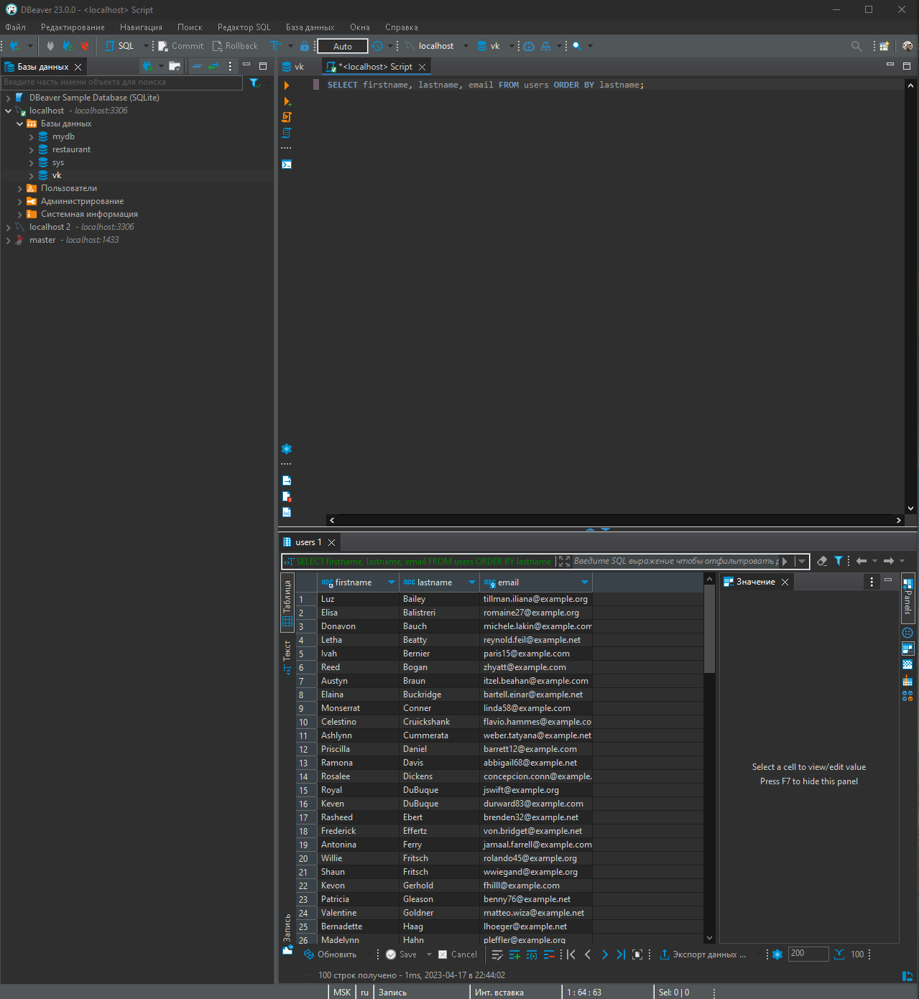 DBeaver 23.0.0 - <localhost> Script
Файл Редактирование Навигация Поиск Редактор SQL База данных Окна Справка
SQL Commit Rollback Auto localhost vk
Базы данных
Введите часть имени объекта для поиска
DBeaver Sample Database (SQLite)
localhost - localhost:3306
Базы данных
mydb
restaurant
sys
vk
Пользователи
Администрирование
Системная информация
localhost 2 - localhost:3306
master - localhost:1433
vk *<localhost> Script
SELECT firstname, lastname, email FROM users ORDER BY lastname;
users 1
SELECT firstname, lastname, email FROM users ORDER BY lastname Введите SQL выражение чтобы отфильтровать р
Таблица
Текст
Запись
firstname lastname email
1 Luz Bailey tillman.iliana@example.org
2 Elisa Balistreri romaine27@example.org
3 Donavon Bauch michele.lakin@example.com
4 Letha Beatty reynold.feil@example.net
5 Ivah Bernier paris15@example.com
6 Reed Bogan zhyatt@example.com
7 Austyn Braun itzel.beahan@example.com
8 Elaina Buckridge bartell.einar@example.net
9 Monserrat Conner linda58@example.com
10 Celestino Cruickshank flavio.hammes@example.co
11 Ashlynn Cummerata weber.tatyana@example.net
12 Priscilla Daniel barrett12@example.com
13 Ramona Davis abbigail68@example.net
14 Rosalee Dickens concepcion.conn@example.
15 Royal DuBuque jswift@example.org
16 Keven DuBuque durward83@example.com
17 Rasheed Ebert brenden32@example.net
18 Frederick Effertz von.bridget@example.net
19 Antonina Ferry jamaal.farrell@example.com
20 Willie Fritsch rolando45@example.org
21 Shaun Fritsch wwiegand@example.org
22 Kevon Gerhold fhilll@example.com
23 Patricia Gleason benny76@example.net
24 Valentine Goldner matteo.wiza@example.net
25 Bernadette Haag lhoeger@example.net
26 Madelynn Hahn pleffler@example.org
Значение
Select a cell to view/edit value
Press F7 to hide this panel
Panels
Обновить Save Cancel Экспорт данных ... 200 100
100 строк получено - 1ms, 2023-04-17 в 22:44:02
MSK ru Запись Инт. вставка 1 : 64 : 63 Sel: 0 | 0